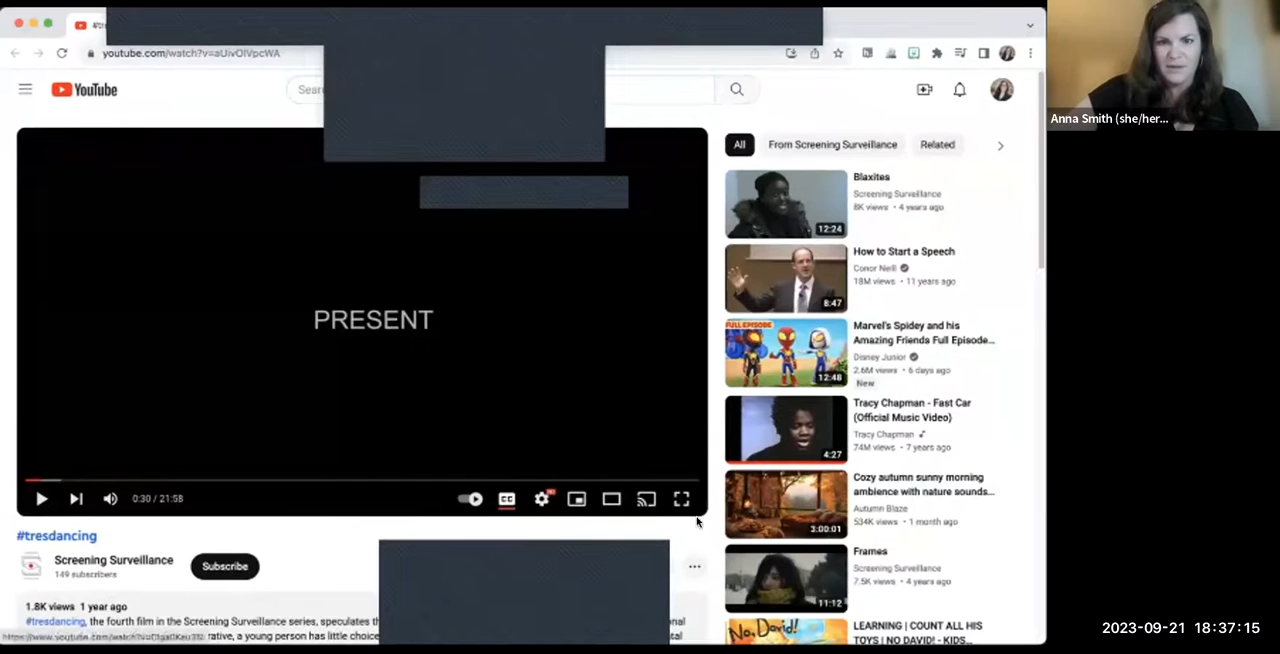 youtube.com/watch?v=aUivOIVpcWA
YouTube
Sear
PRESENT
0:30 / 21:58
#tresdancing
Screening Surveillance
149 subscribers
Subscribe
1.8K views 1 year ago
#tresdancing, the fourth film in the Screening Surveillance series, speculates th
nal
rative, a young person has little choice
tal
All
From Screening Surveillance
Related
Blaxites
Screening Surveillance
8K views • 4 years ago
12:24
How to Start a Speech
Conor Neill
18M views • 11 years ago
8:47
FULL EPISODE
Marvel's Spidey and his
Amazing Friends Full Episode...
Disney Junior
2.6M views • 6 days ago
New
12:48
Tracy Chapman - Fast Car
(Official Music Video)
Tracy Chapman
74M views • 7 years ago
4:27
Cozy autumn sunny morning
ambience with nature sounds...
Autumn Blaze
534K views • 1 month ago
3:00:01
Frames
Screening Surveillance
7.5K views • 4 years ago
11:12
No, David!
LEARNING | COUNT ALL HIS
TOYS | NO DAVID! - KIDS...
Anna Smith (she/her...
2023-09-21 18:37:15